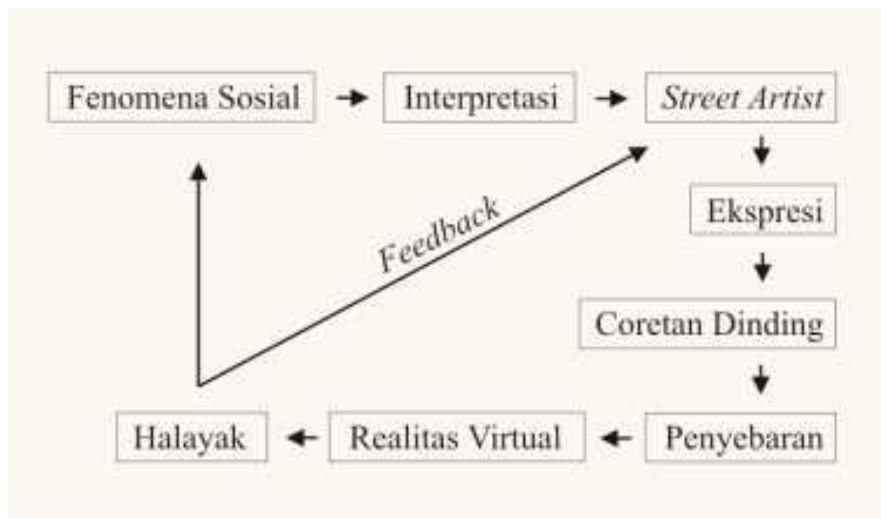 Fenomena Sosial
Interpretasi
Street Artist
Ekspresi
Feedback
Coretan Dinding
Halayak
Realitas Virtual
Penyebaran